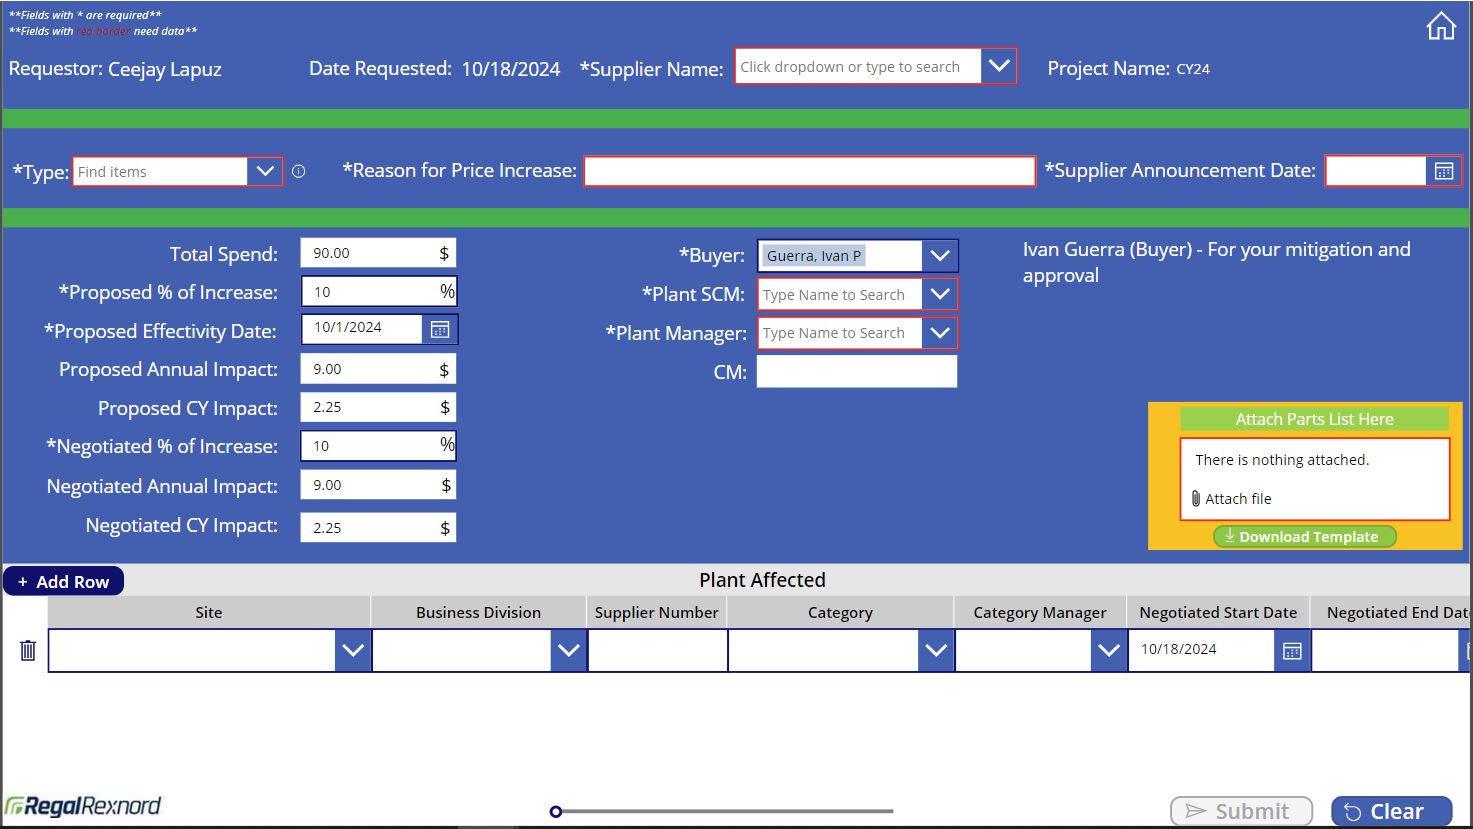 **Fields with * are required**
**Fields with red border need data**
Requestor: Ceejay Lapuz
Date Requested: 10/18/2024
*Supplier Name: Click dropdown or type to search
Project Name: CY24
*Type: Find items
*Reason for Price Increase:
*Supplier Announcement Date:
Total Spend: 90.00 $
*Proposed % of Increase: 10 %
*Proposed Effectivity Date: 10/1/2024
Proposed Annual Impact: 9.00 $
Proposed CY Impact: 2.25 $
*Negotiated % of Increase: 10 %
Negotiated Annual Impact: 9.00 $
Negotiated CY Impact: 2.25 $
*Buyer: Guerra, Ivan P
*Plant SCM: Type Name to Search
*Plant Manager: Type Name to Search
CM:
Ivan Guerra (Buyer) - For your mitigation and
approval
Attach Parts List Here
There is nothing attached.
Attach file
Download Template
+ Add Row
Plant Affected
Site Business Division Supplier Number Category Category Manager Negotiated Start Date Negotiated End Date
10/18/2024
RegalRexnord
Submit
Clear